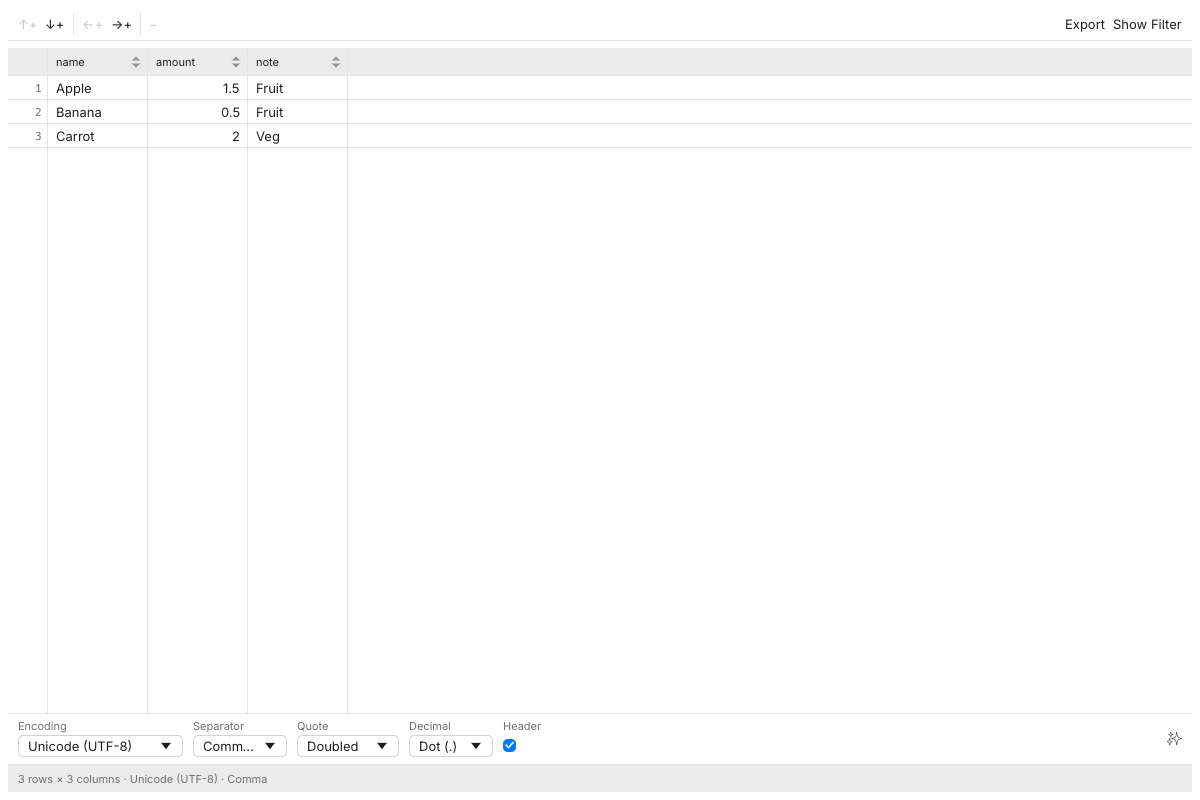 ↑+ ↓+ ←+ →+ − Export Show Filter
name amount note
1 Apple 1.5 Fruit
2 Banana 0.5 Fruit
3 Carrot 2 Veg
Encoding Separator Quote Decimal Header
Unicode (UTF-8) Comm... Doubled Dot (.)
3 rows × 3 columns · Unicode (UTF-8) · Comma